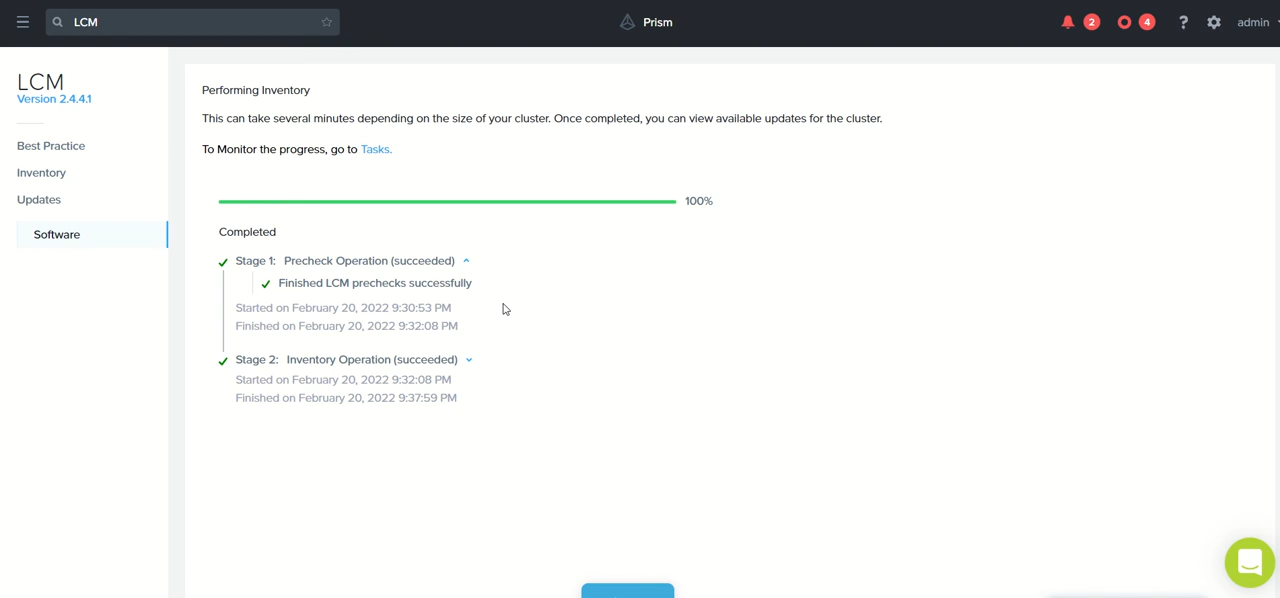 LCM
Prism
2
4
?
admin
LCM
Version 2.4.4.1
Best Practice
Inventory
Updates
Software
Performing Inventory
This can take several minutes depending on the size of your cluster. Once completed, you can view available updates for the cluster.
To Monitor the progress, go to Tasks.
100%
Completed
Stage 1: Precheck Operation (succeeded)
Finished LCM prechecks successfully
Started on February 20, 2022 9:30:53 PM
Finished on February 20, 2022 9:32:08 PM
Stage 2: Inventory Operation (succeeded)
Started on February 20, 2022 9:32:08 PM
Finished on February 20, 2022 9:37:59 PM